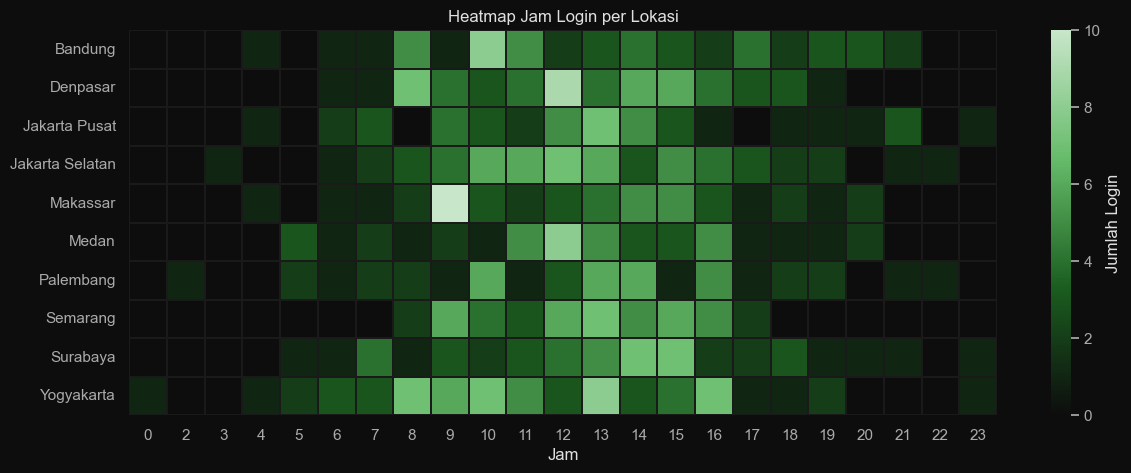 Heatmap Jam Login per Lokasi
Bandung
Denpasar
Jakarta Pusat
Jakarta Selatan
Makassar
Medan
Palembang
Semarang
Surabaya
Yogyakarta
0 2 3 4 5 6 7 8 9 10 11 12 13 14 15 16 17 18 19 20 21 22 23
Jam
10
8
6
4
2
0
Jumlah Login